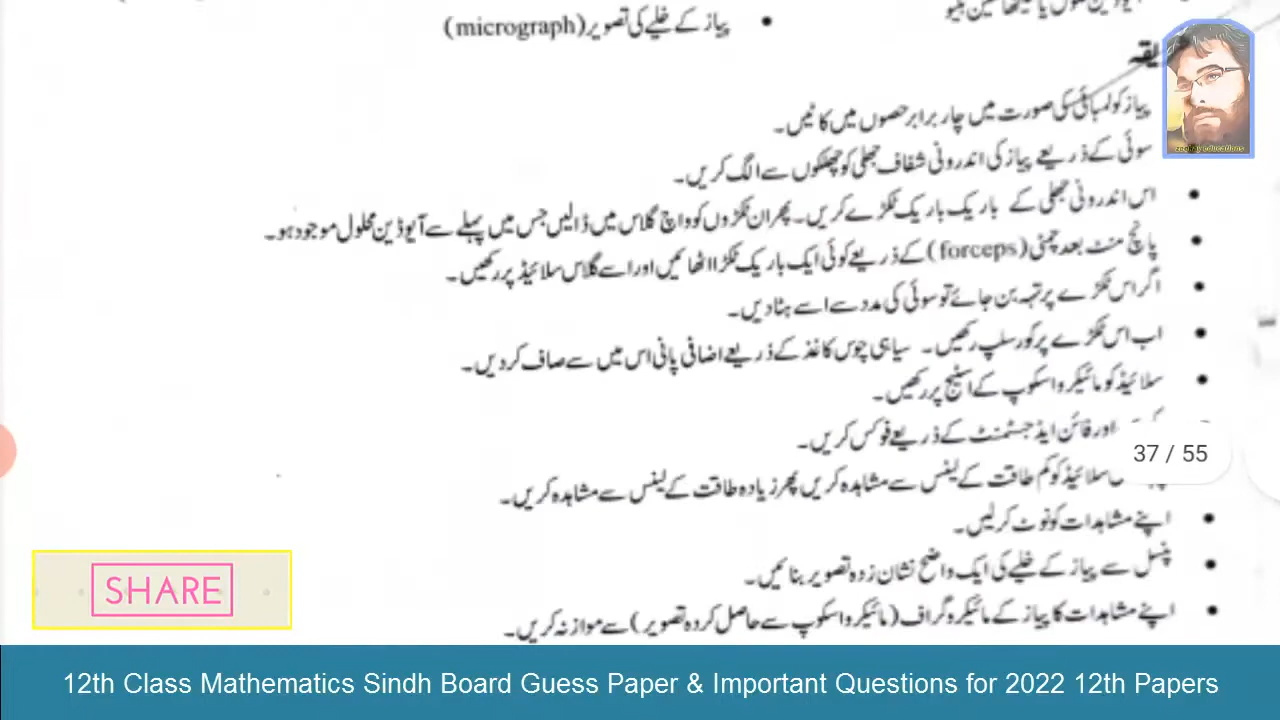 پیاز کے خلیے کی تصویر (micrograph)
پیاز کو لمبائی کی صورت میں چار برابر حصوں میں کاٹیں۔
سوئی کے ذریعے پیاز کی اندرونی شفاف جھلی کو چھلکوں سے الگ کریں۔
اس اندرونی جھلی کے باریک باریک ٹکڑے کریں۔ پھر ان ٹکڑوں کو واچ گلاس میں ڈالیں جس میں پہلے سے آیوڈین محلول موجود ہو۔
پانچ منٹ بعد چمٹی (forceps) کے ذریعے کوئی ایک باریک ٹکڑا اٹھائیں اور اسے گلاس سلائیڈ پر رکھیں۔
اگر اس ٹکڑے پر تہہ بن جائے تو سوئی کی مدد سے اسے ہٹا دیں۔
اب اس ٹکڑے پر کور سلپ رکھیں۔ سیاہی چوس کاغذ کے ذریعے اضافی پانی اس میں سے صاف کر دیں۔
سلائیڈ کو مائیکرواسکوپ کے اسٹیج پر رکھیں۔
اور فائن ایڈجسٹمنٹ کے ذریعے فوکس کریں۔
37 / 55
سلائیڈ کو کم طاقت کے لینس سے مشاہدہ کریں پھر زیادہ طاقت کے لینس سے مشاہدہ کریں۔
اپنے مشاہدات کو نوٹ کر لیں۔
پنسل سے پیاز کے خلیے کی ایک واضح نشان زدہ تصویر بنائیں۔
اپنے مشاہدات کا پیاز کے مائیکروگراف (مائیکرواسکوپ سے حاصل کردہ تصویر) سے موازنہ کریں۔
SHARE
12th Class Mathematics Sindh Board Guess Paper & Important Questions for 2022 12th Papers